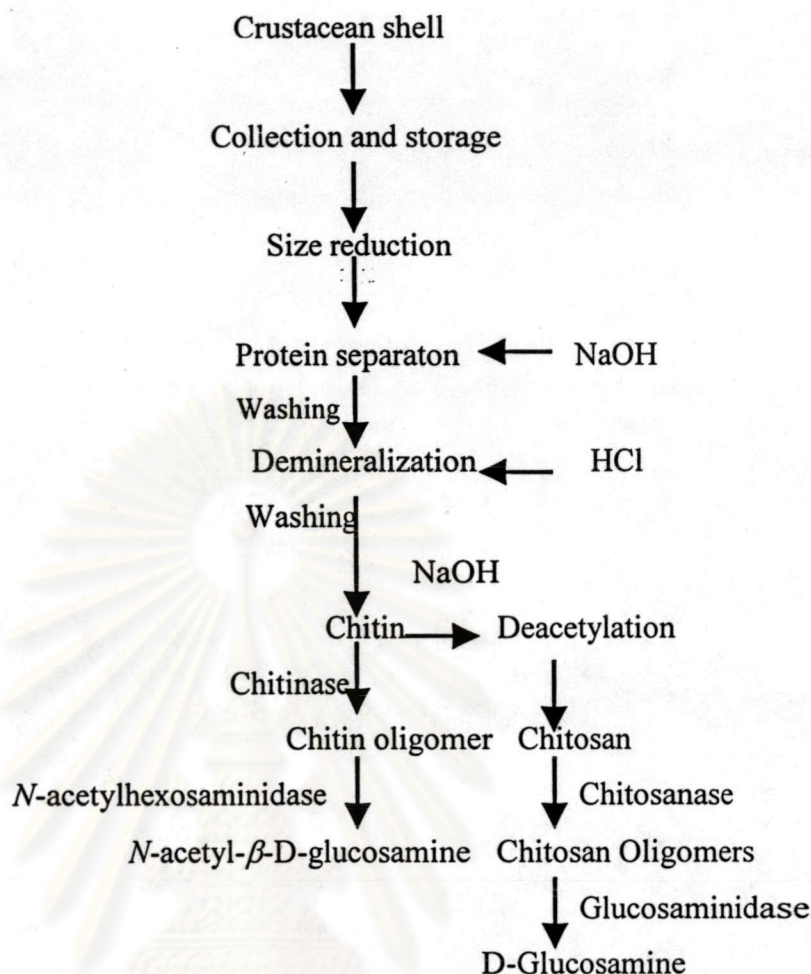 Crustacean shell
Collection and storage
Size reduction
Protein separaton
NaOH
Washing
Demineralization
HCl
Washing
NaOH
Chitin
Deacetylation
Chitinase
Chitin oligomer
Chitosan
N-acetylhexosaminidase
Chitosanase
N-acetyl-β-D-glucosamine
Chitosan Oligomers
Glucosaminidase
D-Glucosamine